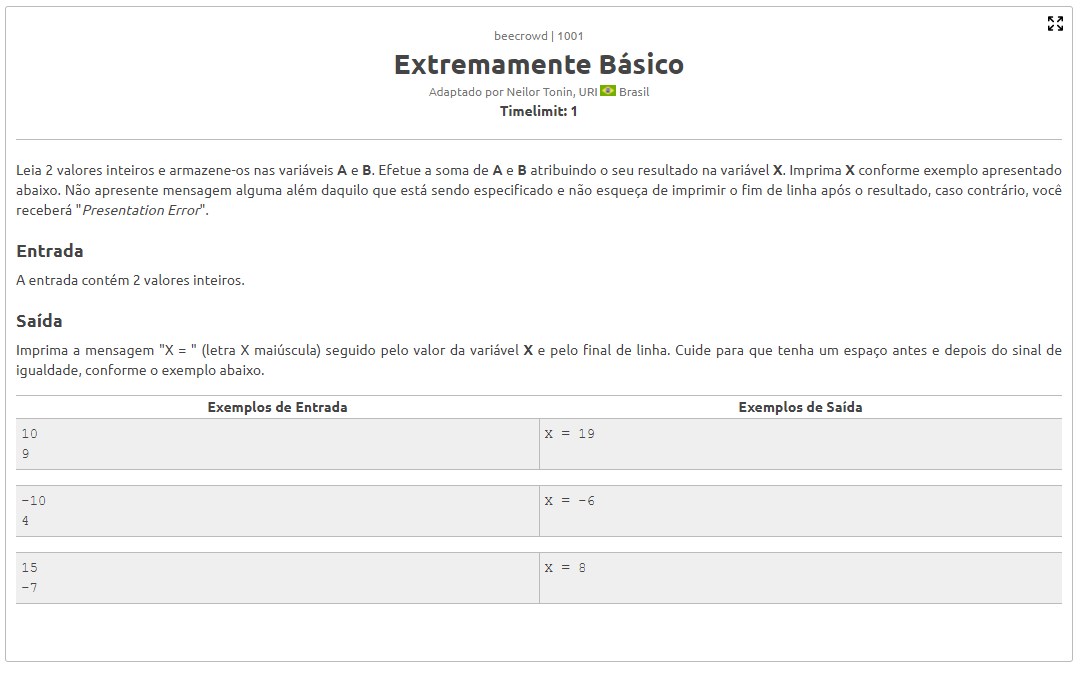 beecrowd | 1001
Extremamente Básico
Adaptado por Neilor Tonin, URI Brasil
Timelimit: 1
Leia 2 valores inteiros e armazene-os nas variáveis A e B. Efetue a soma de A e B atribuindo o seu resultado na variável X. Imprima X conforme exemplo apresentado
abaixo. Não apresente mensagem alguma além daquilo que está sendo especificado e não esqueça de imprimir o fim de linha após o resultado, caso contrário, você
receberá "Presentation Error".
Entrada
A entrada contém 2 valores inteiros.
Saída
Imprima a mensagem "X = " (letra X maiúscula) seguido pelo valor da variável X e pelo final de linha. Cuide para que tenha um espaço antes e depois do sinal de
igualdade, conforme o exemplo abaixo.
Exemplos de Entrada Exemplos de Saída
10 X = 19
9
-10 X = -6
4
15 X = 8
-7